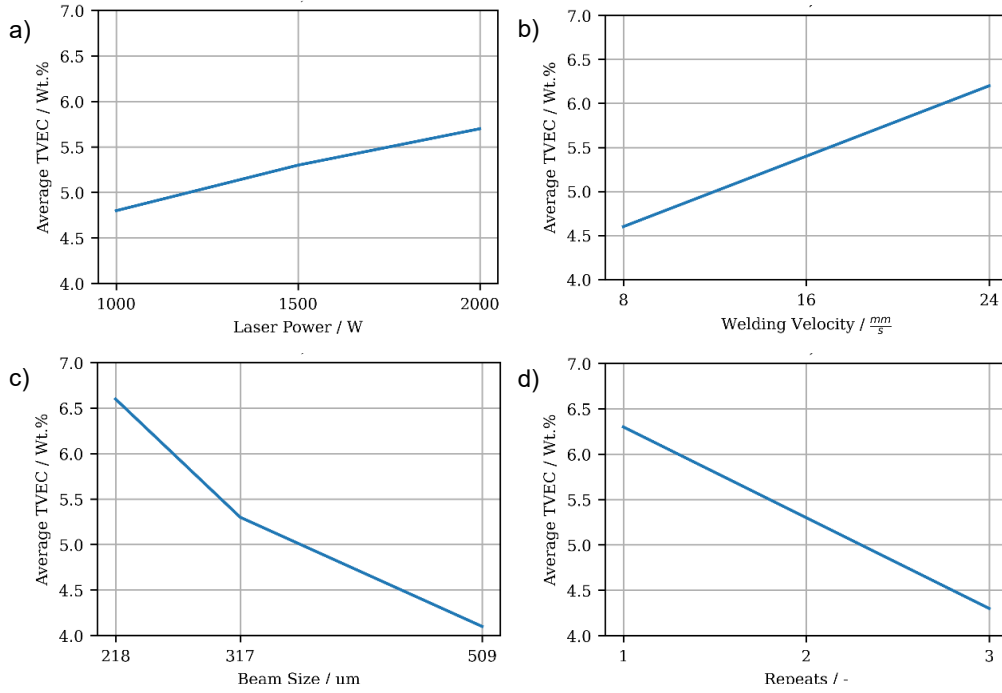 a)
7.0
6.5
6.0
5.5
5.0
4.5
4.0
Average TVEC / Wt.%
1000 1500 2000
Laser Power / W
b)
7.0
6.5
6.0
5.5
5.0
4.5
4.0
Average TVEC / Wt.%
8 16 24
Welding Velocity / mm/s
c)
7.0
6.5
6.0
5.5
5.0
4.5
4.0
Average TVEC / Wt.%
218 317 509
Beam Size / um
d)
7.0
6.5
6.0
5.5
5.0
4.5
4.0
Average TVEC / Wt.%
1 2 3
Repeats / -